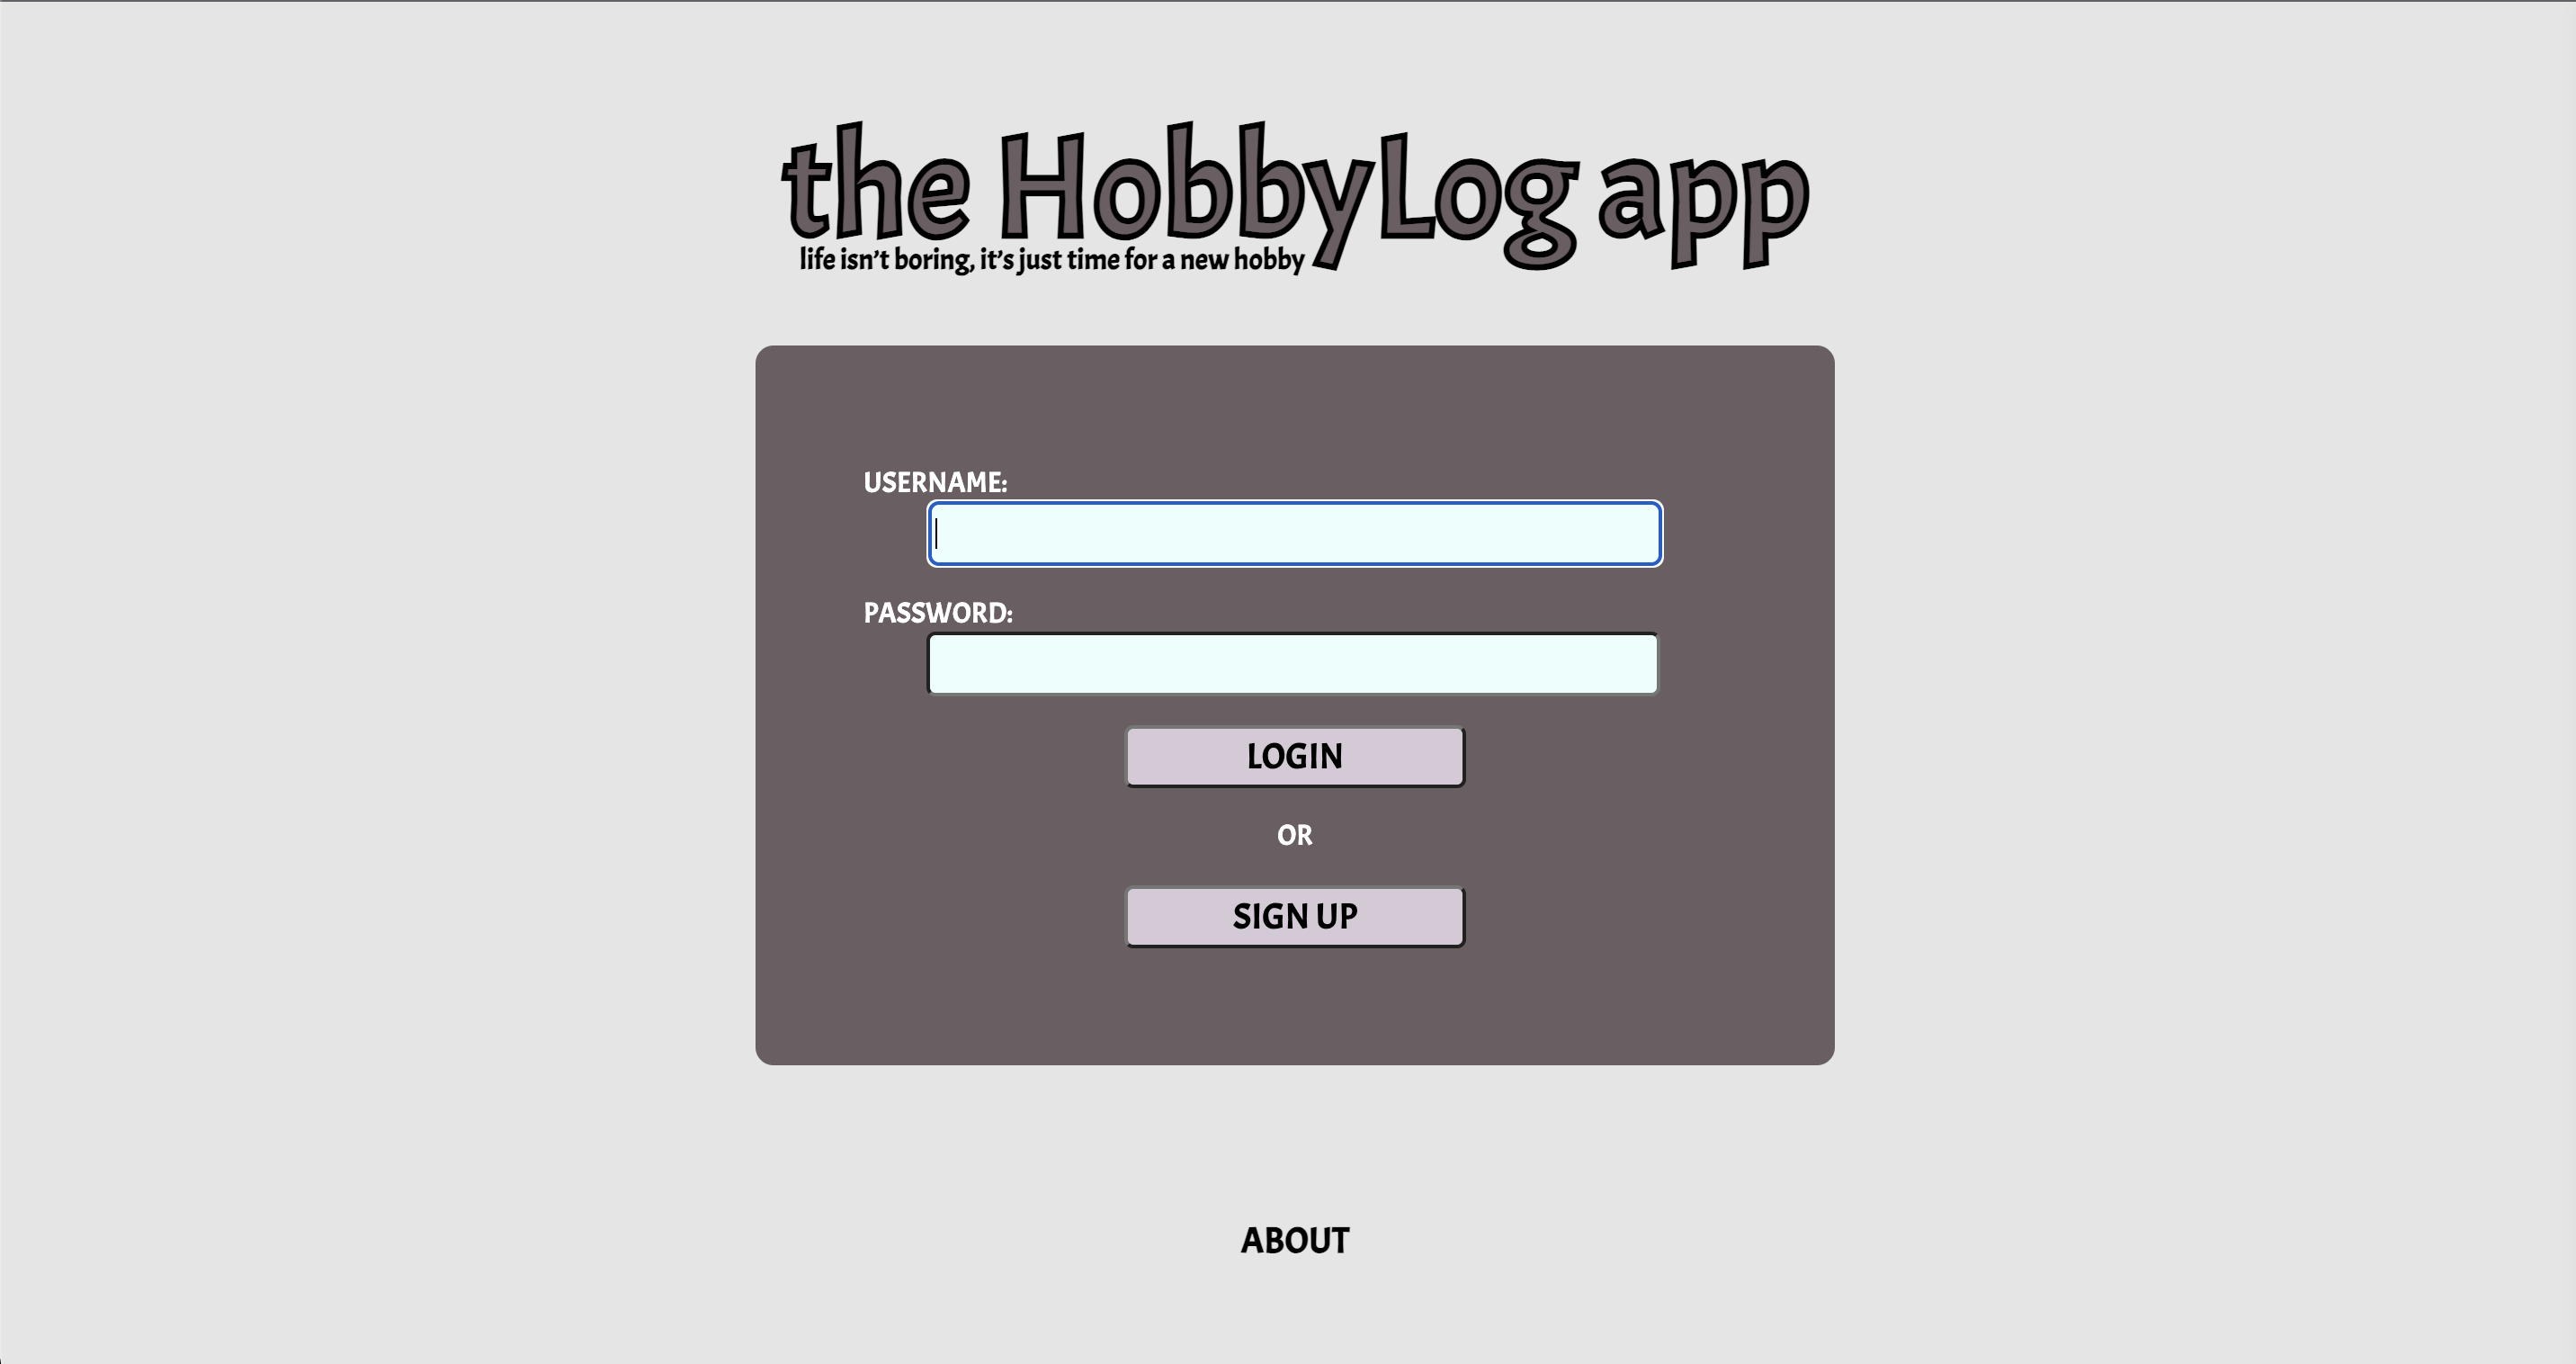 the HobbyLog app
life isn't boring, it's just time for a new hobby
USERNAME:
PASSWORD:
LOGIN
OR
SIGN UP
ABOUT